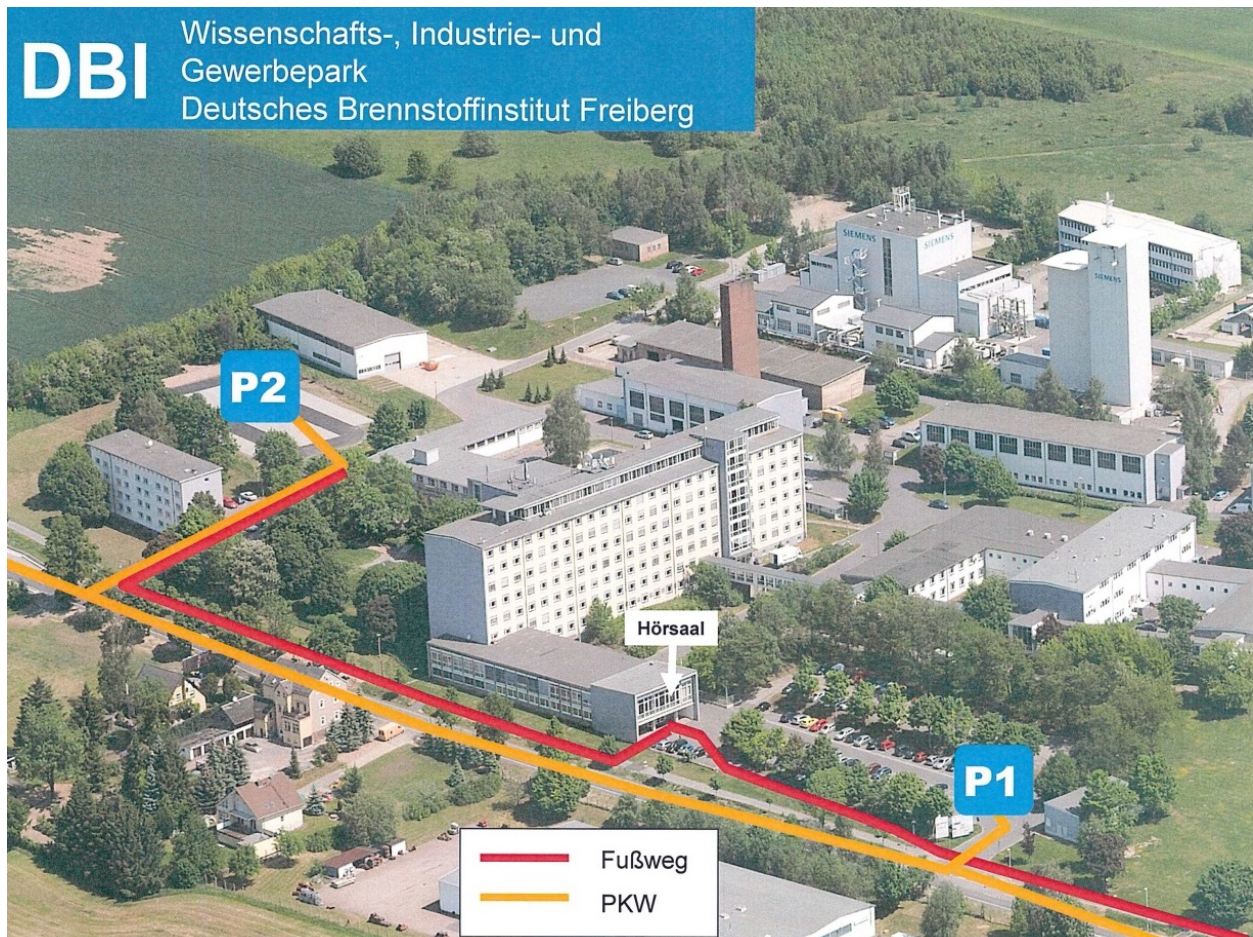 DBI
Wissenschafts-, Industrie- und
Gewerbepark
Deutsches Brennstoffinstitut Freiberg
SIEMENS
SIEMENS
SIEMENS
P2
Hörsaal
P1
Fußweg
PKW